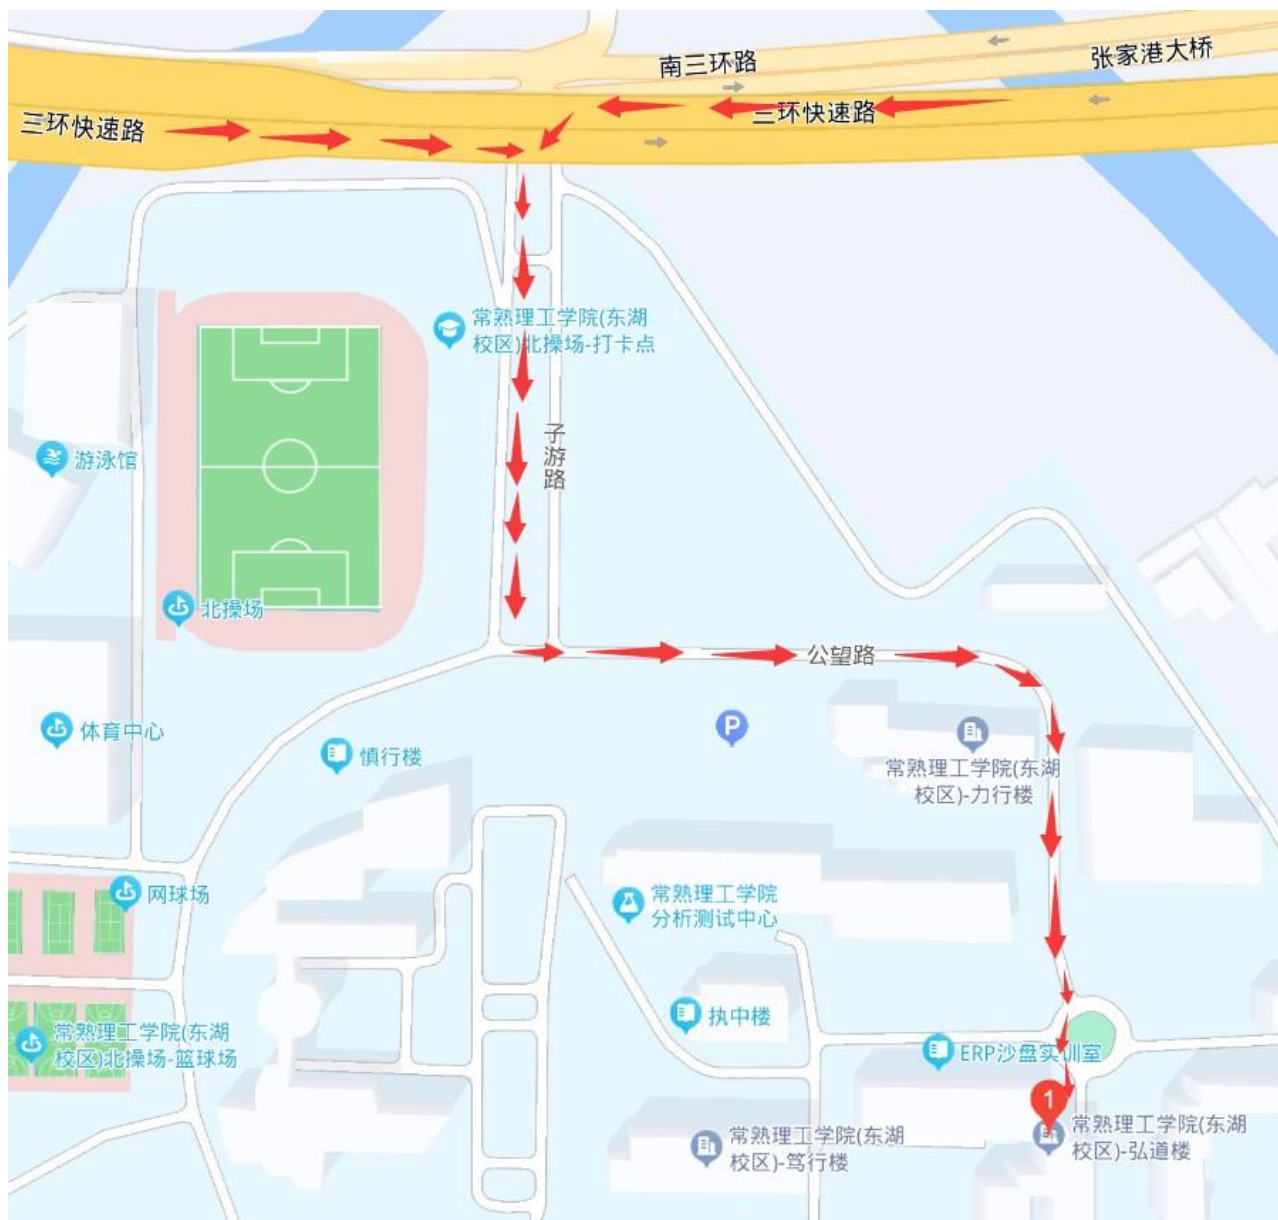 南三环路
张家港大桥
三环快速路
三环快速路
常熟理工学院(东湖
校区)北操场-打卡点
子游路
游泳馆
北操场
公望路
体育中心
P
慎行楼
常熟理工学院(东湖
校区)-力行楼
网球场
常熟理工学院
分析测试中心
执中楼
常熟理工学院(东湖
校区)北操场-篮球场
ERP沙盘实训室
1
常熟理工学院(东湖
校区)-弘道楼
常熟理工学院(东湖
校区)-笃行楼